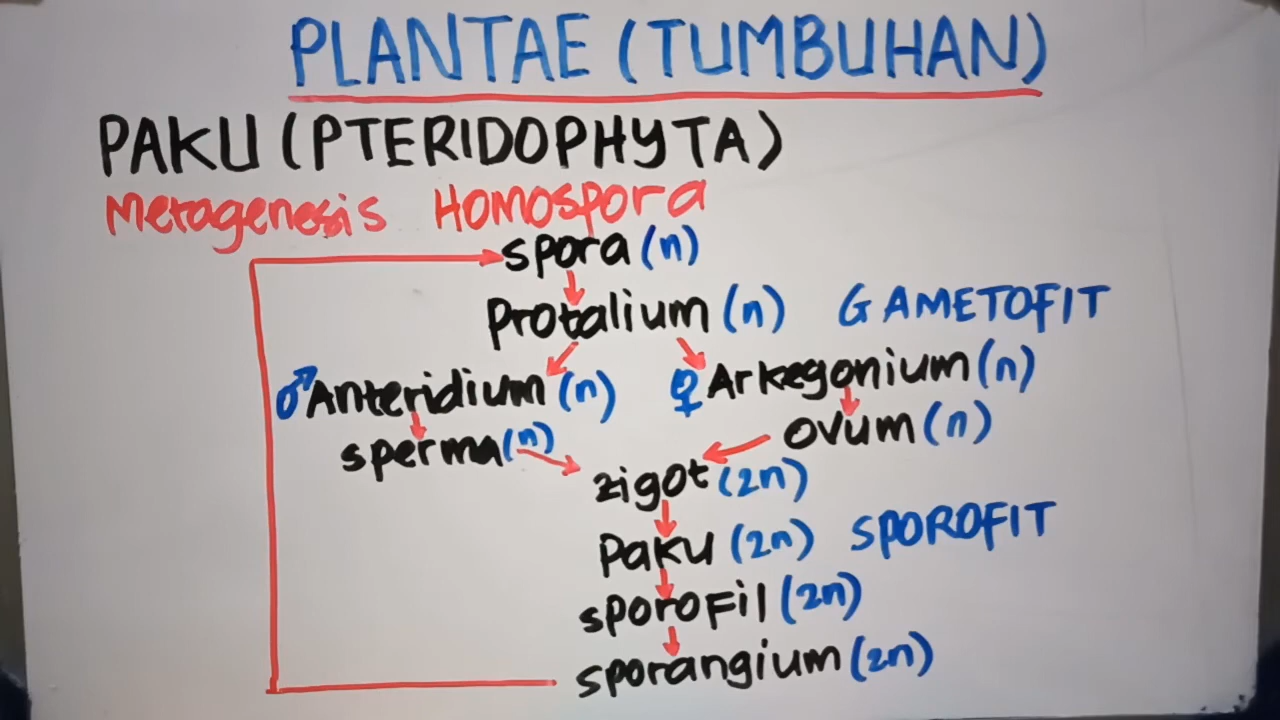 PLANTAE (TUMBUHAN)
PAKU (PTERIDOPHYTA)
Metagenesis Homospora
spora (n)
Protalium (n) GAMETOFIT
♂ Anteridium (n) ♀ Arkegonium (n)
sperma (n) ovum (n)
zigot (2n)
Paku (2n) SPOROFIT
sporofil (2n)
sporangium (2n)